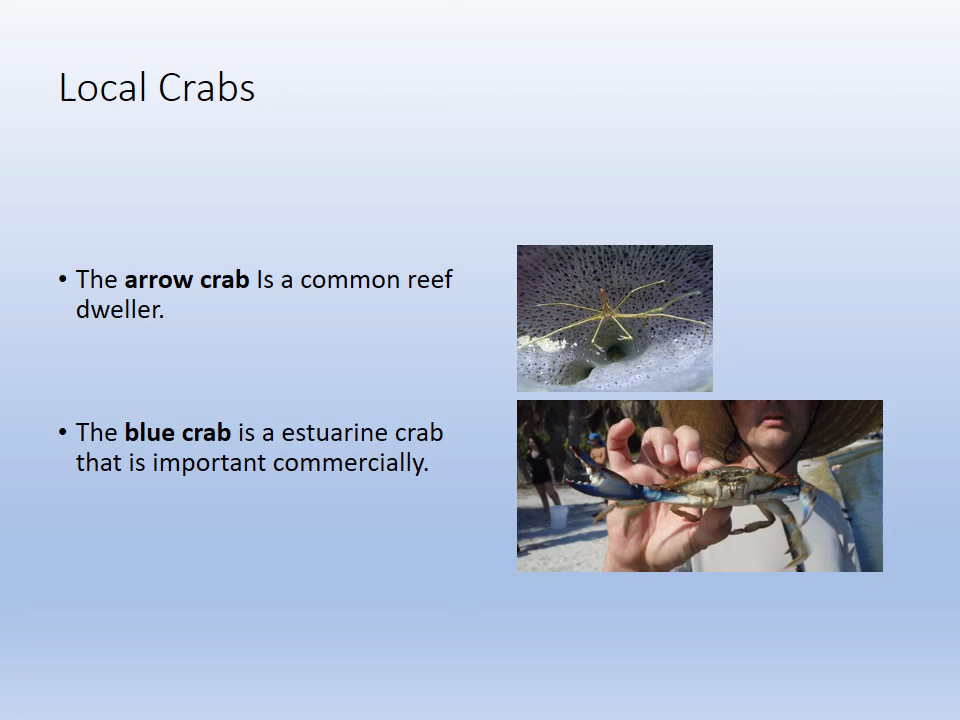 Local Crabs
• The arrow crab Is a common reef
dweller.
• The blue crab is a estuarine crab
that is important commercially.